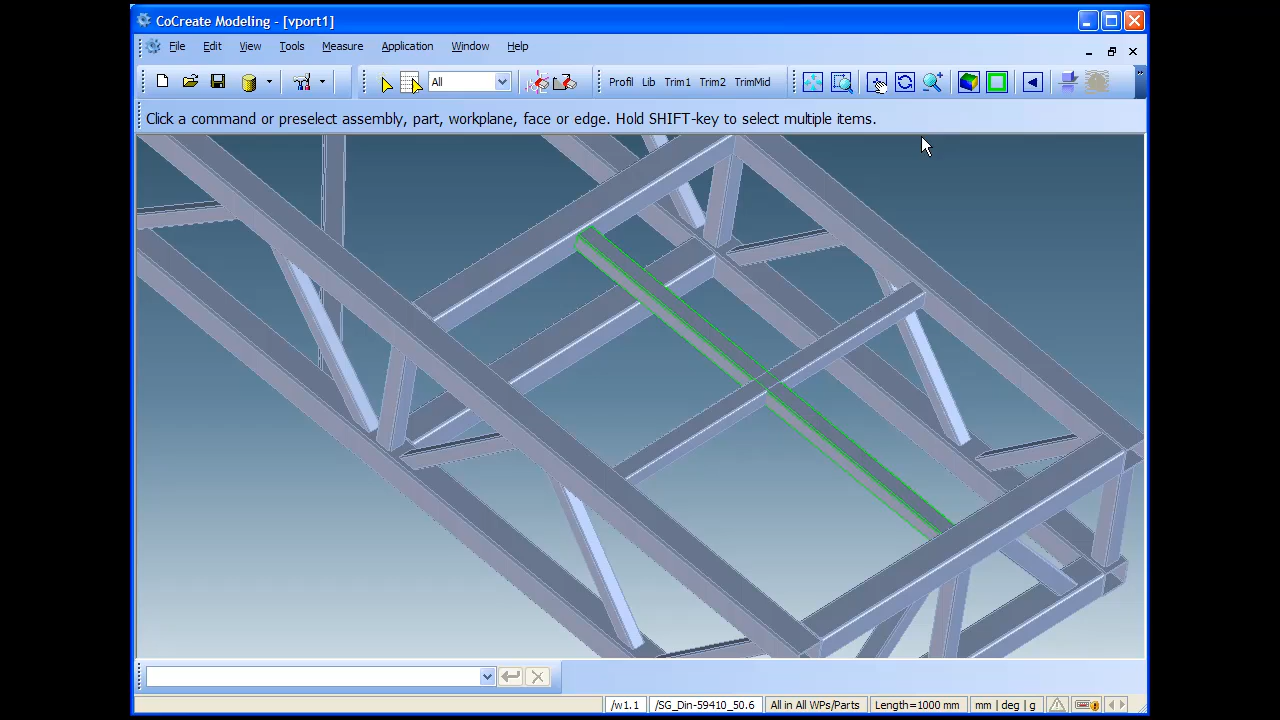 CoCreate Modeling - [vport1]
File Edit View Tools Measure Application Window Help
All Profil Lib Trim1 Trim2 TrimMid
Click a command or preselect assembly, part, workplane, face or edge. Hold SHIFT-key to select multiple items.
/w1.1 /SG_Din-59410_50.6 All in All WPs/Parts Length=1000 mm mm | deg | g